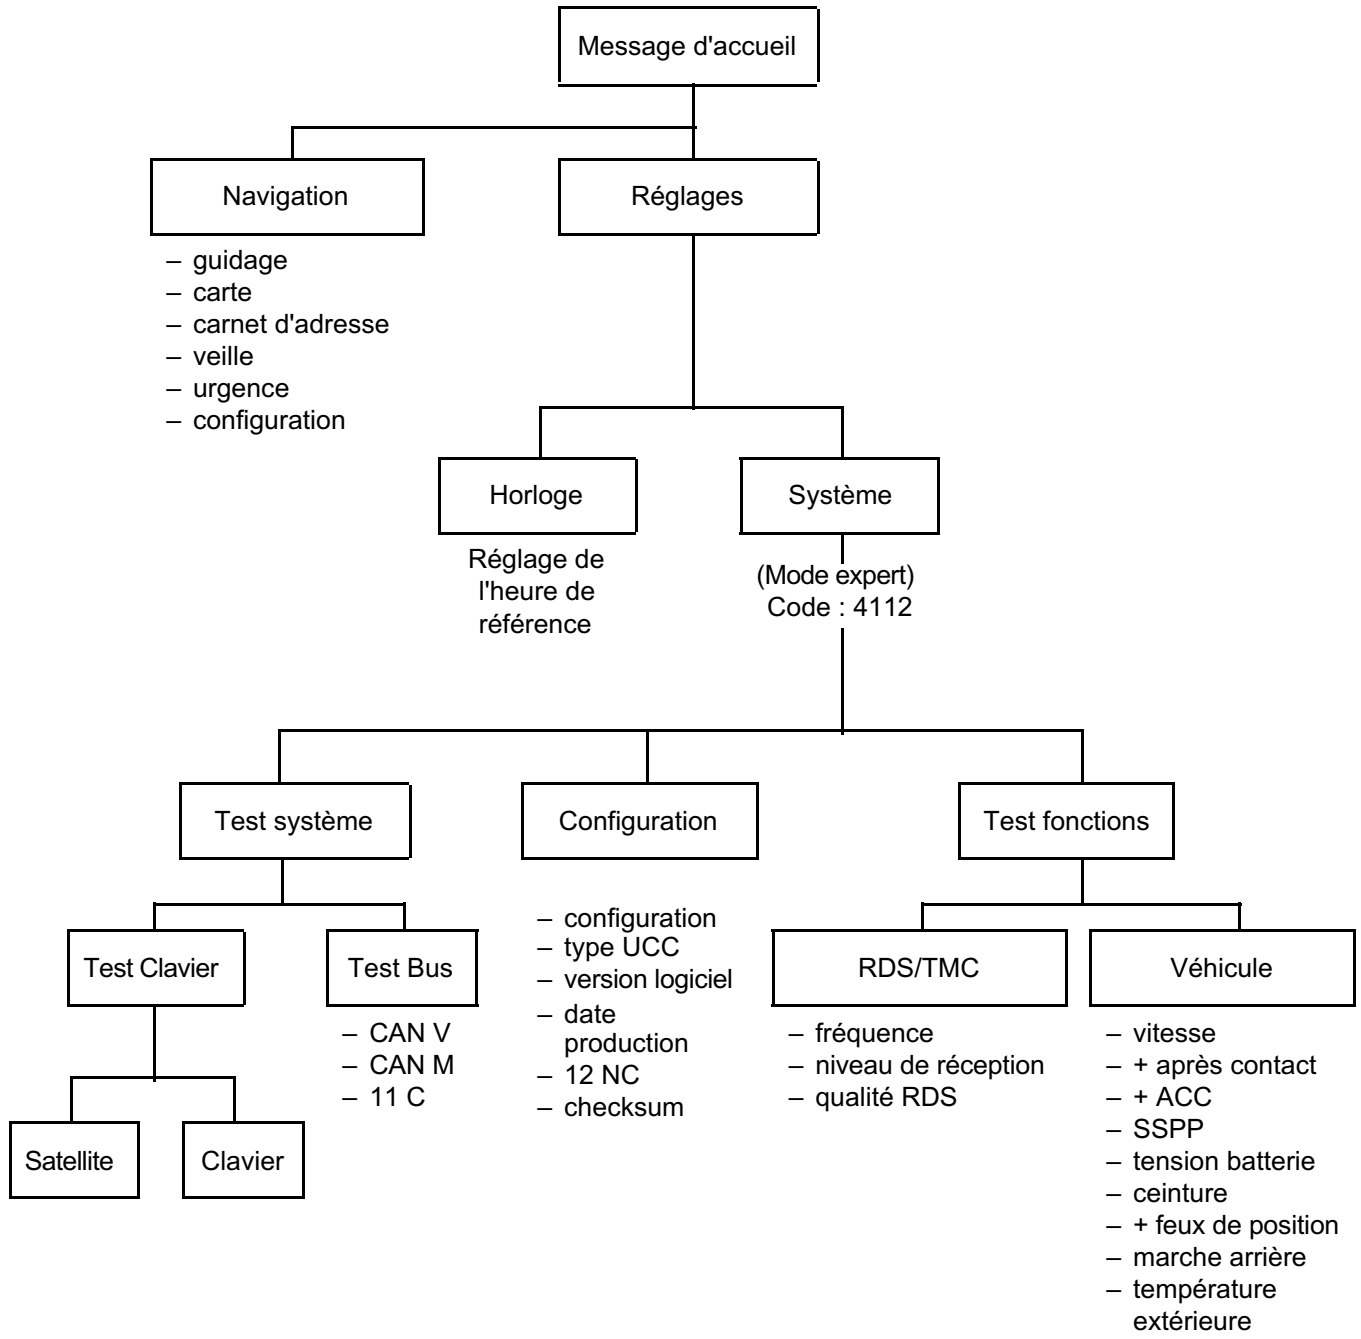 Message d'accueil
Navigation
Réglages
– guidage
– carte
– carnet d'adresse
– veille
– urgence
– configuration
Horloge
Système
Réglage de
l'heure de
référence
(Mode expert)
Code : 4112
Test système
Configuration
Test fonctions
– configuration
– type UCC
– version logiciel
– date
production
– 12 NC
– checksum
Test Clavier
Test Bus
RDS/TMC
Véhicule
– CAN V
– CAN M
– 11 C
– fréquence
– niveau de réception
– qualité RDS
– vitesse
– + après contact
– + ACC
– SSPP
– tension batterie
– ceinture
– + feux de position
– marche arrière
– température
extérieure
Satellite
Clavier